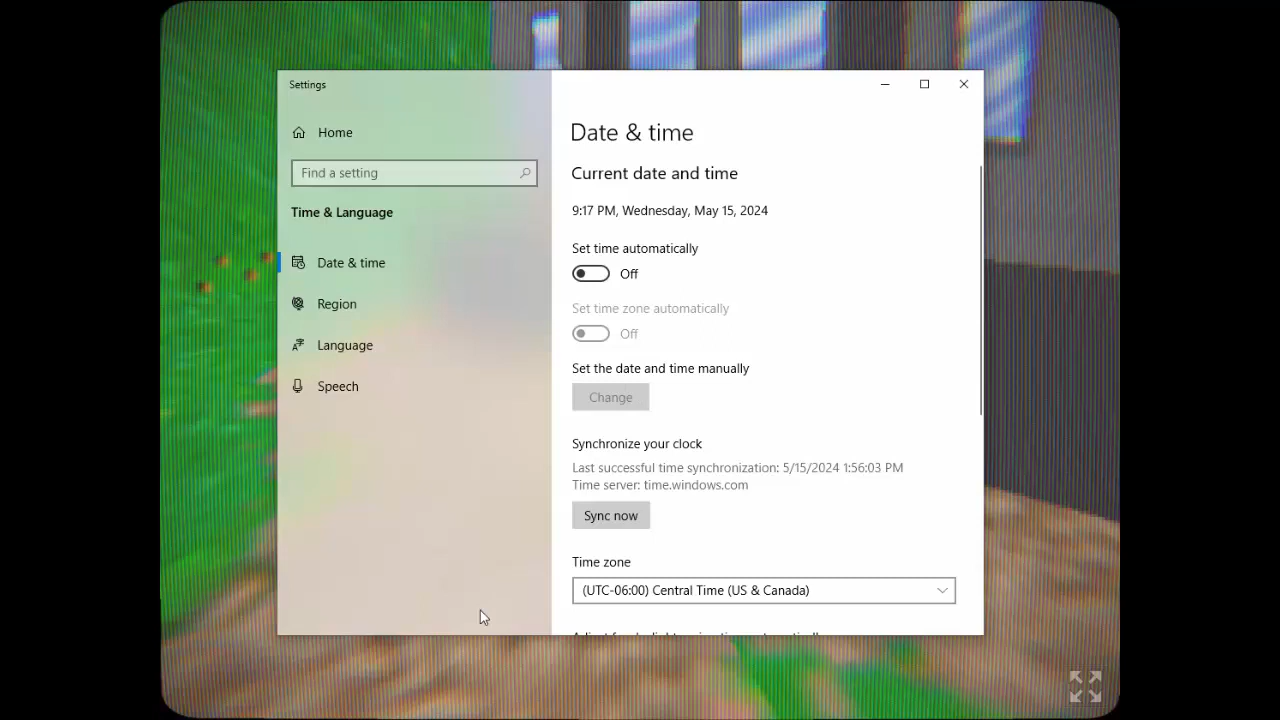 Settings
Home
Find a setting
Time & Language
Date & time
Region
Language
Speech
Date & time
Current date and time
9:17 PM, Wednesday, May 15, 2024
Set time automatically
Off
Set time zone automatically
Off
Set the date and time manually
Change
Synchronize your clock
Last successful time synchronization: 5/15/2024 1:56:03 PM
Time server: time.windows.com
Sync now
Time zone
(UTC-06:00) Central Time (US & Canada)